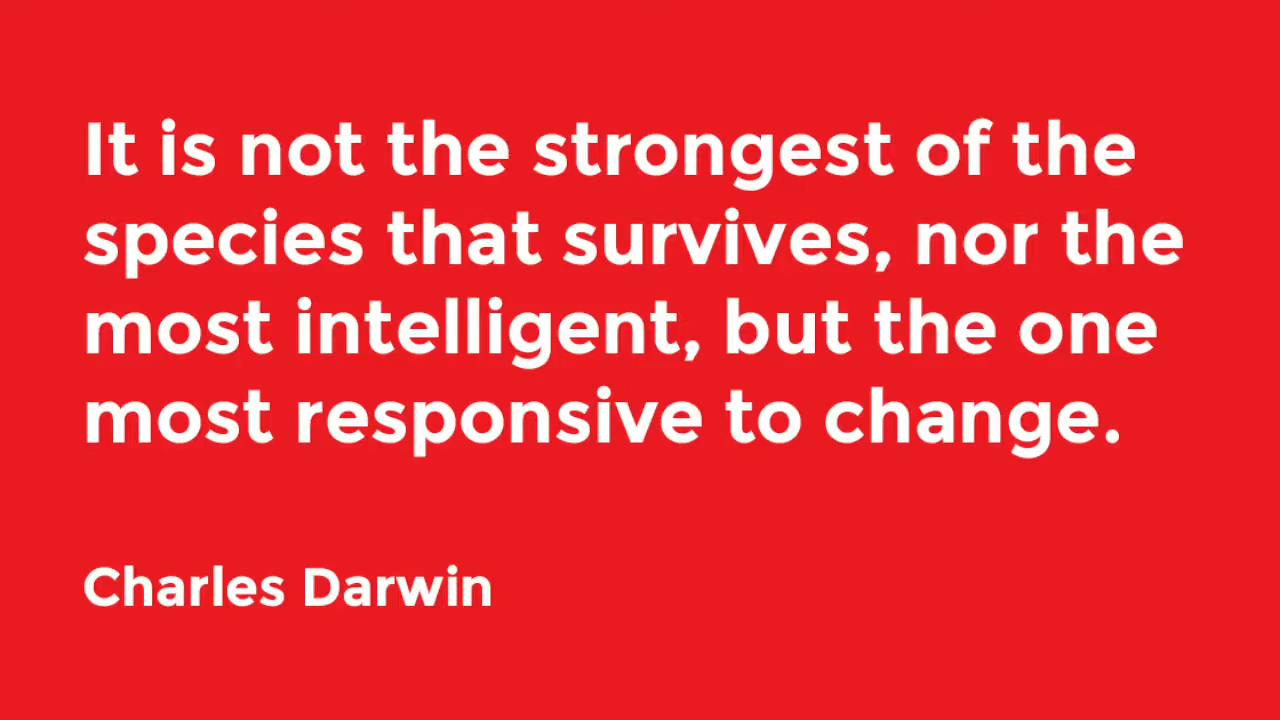 It is not the strongest of the
species that survives, nor the
most intelligent, but the one
most responsive to change.
Charles Darwin